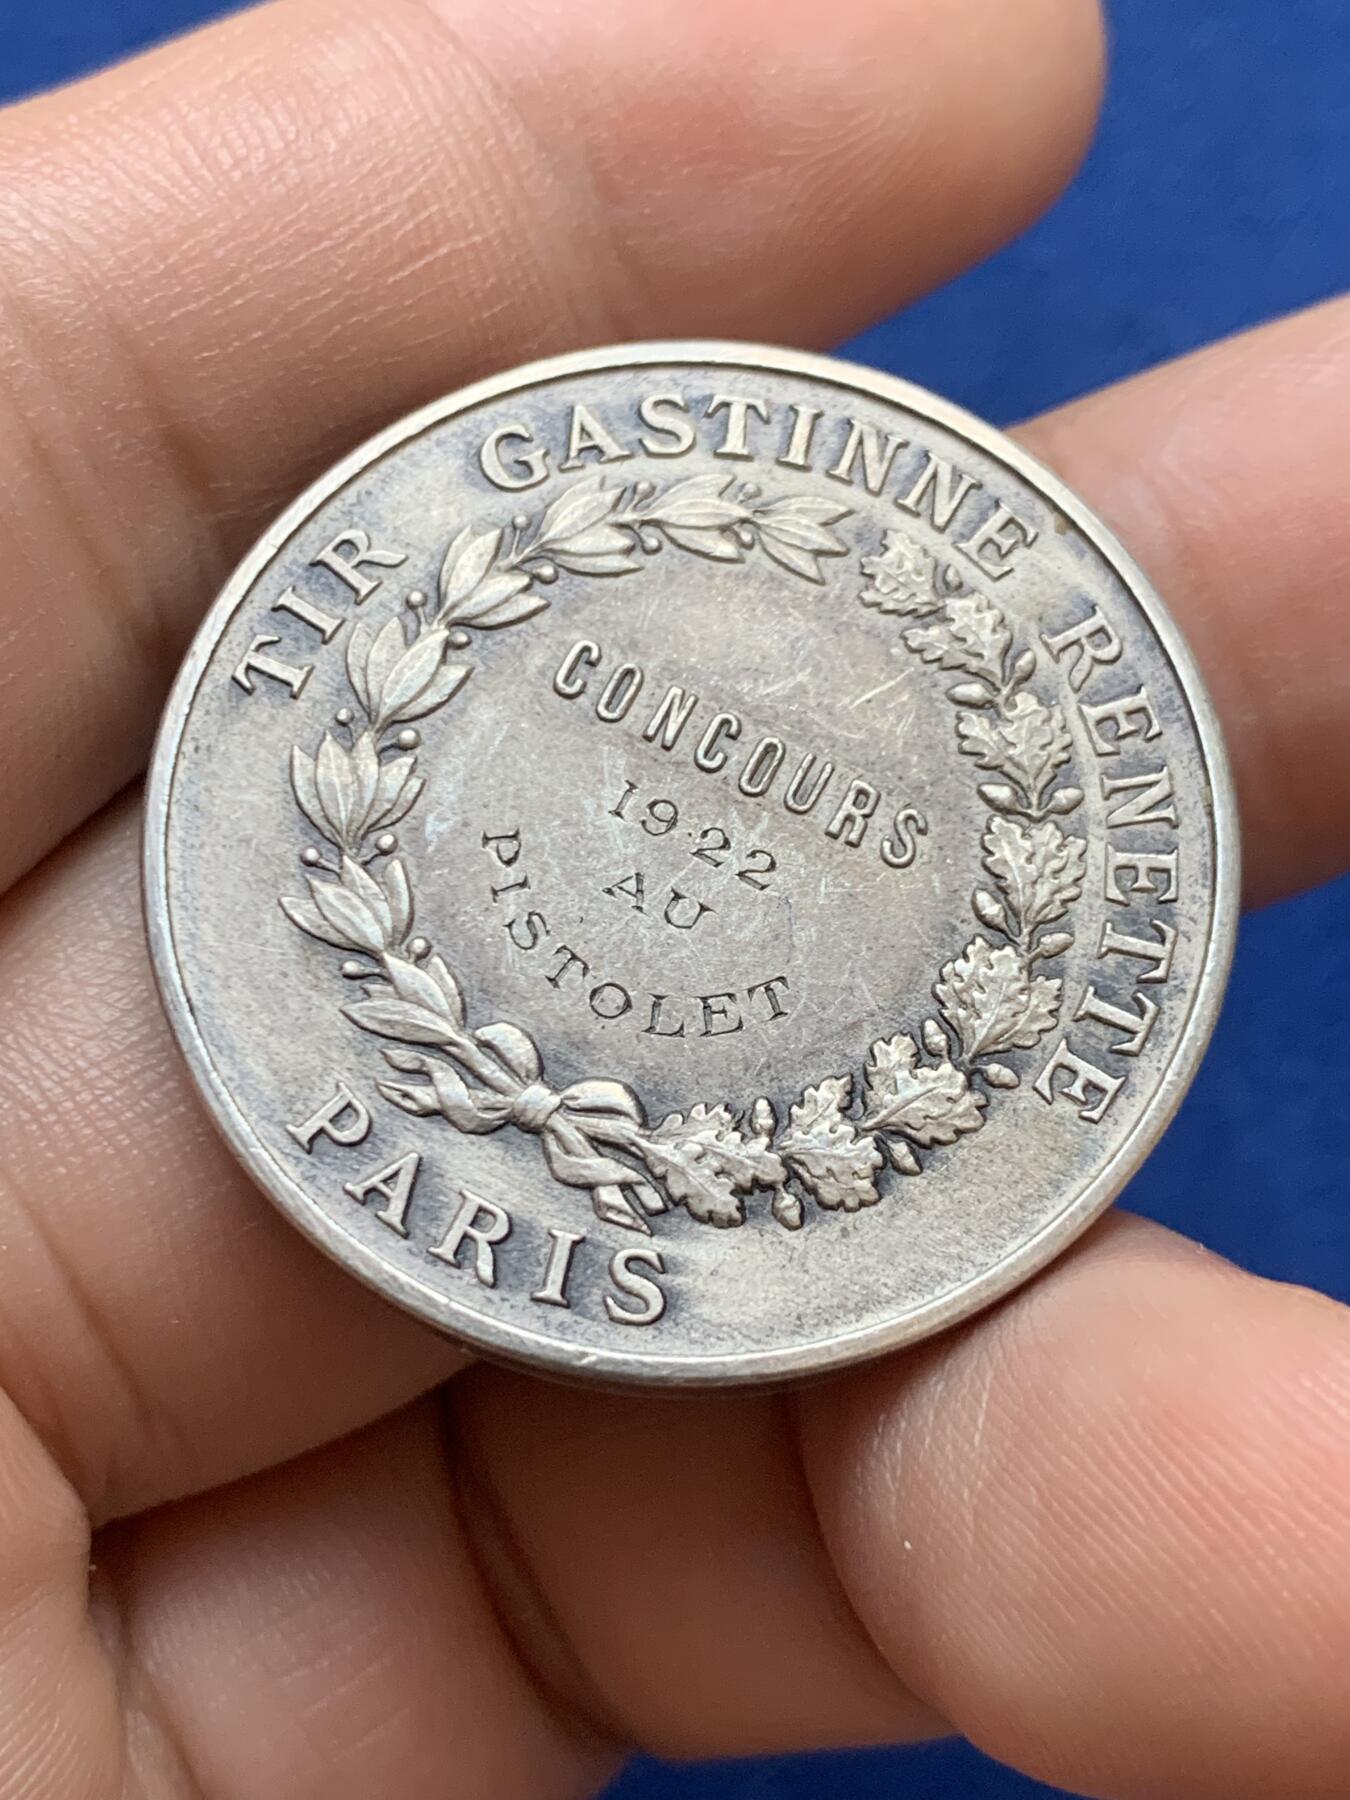 TIR GASTINNE RENETTE
CONCOURS
1922
AU
PISTOLET
PARIS